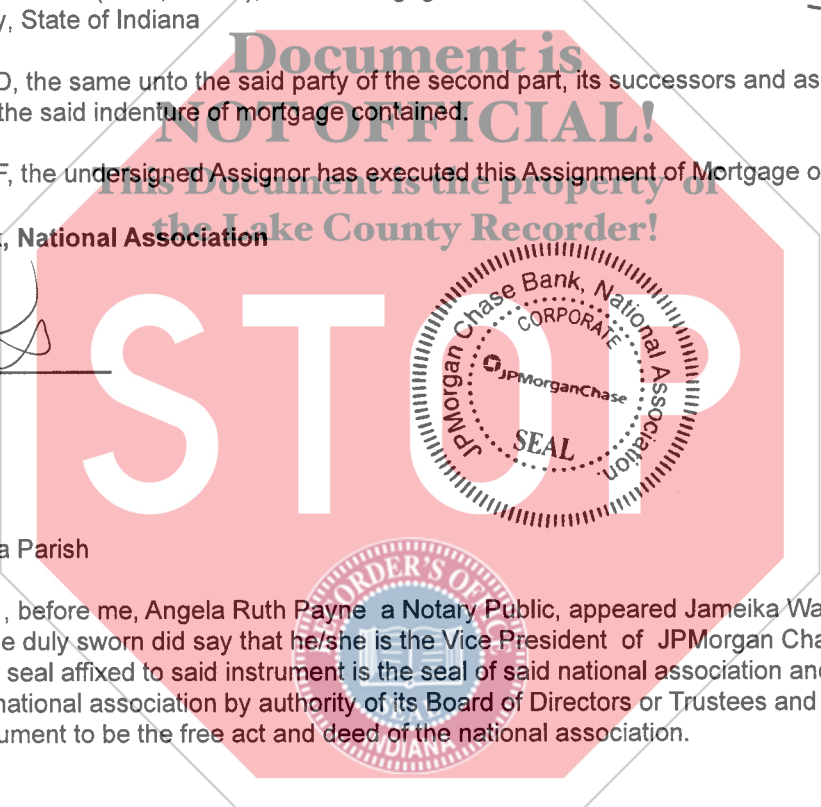 y, State of Indiana
Document is
D, the same unto the said party of the second part, its successors and as
the said indenture of mortgage contained.
NOT OFFICIAL!
F, the undersigned Assignor has executed this Assignment of Mortgage o
This Document is the property of
the Lake County Recorder!
, National Association
STOP
JPMorgan Chase Bank, National Association
CORPORATE
JPMorganChase
SEAL
a Parish
RECORDER'S OFFICE
, before me, Angela Ruth Payne a Notary Public, appeared Jameika Wa
e duly sworn did say that he/she is the Vice President of JPMorgan Cha
seal affixed to said instrument is the seal of said national association and
national association by authority of its Board of Directors or Trustees and
ument to be the free act and deed of the national association.
SEAL
INDIANA